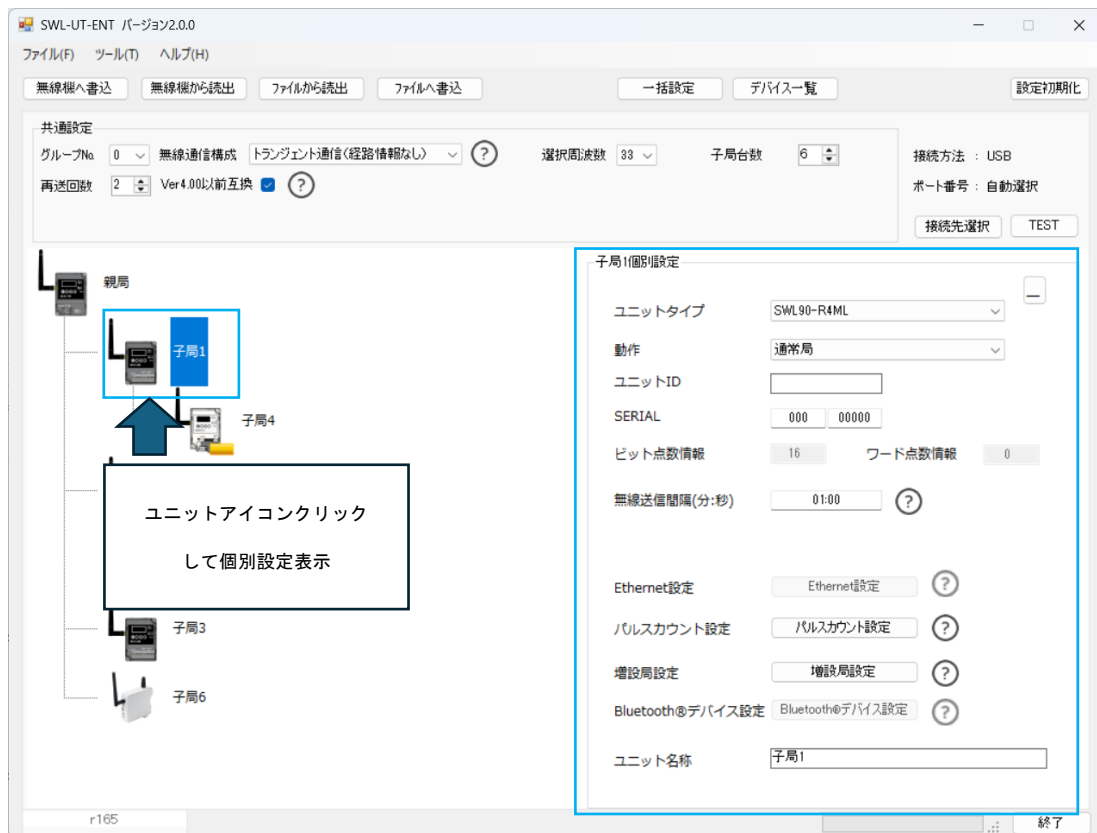 SWL-UT-ENT バージョン2.0.0
ファイル(F) ツール(T) ヘルプ(H)
無線機へ書込 無線機から読出 ファイルから読出 ファイルへ書込 一括設定 デバイス一覧 設定初期化
共通設定
グループNo. 0 無線通信構成 トランジェント通信(経路情報なし) ? 選択周波数 33 子局台数 6
再送回数 2 Ver4.00以前互換 ?
接続方法 : USB
ポート番号 : 自動選択
接続先選択 TEST
親局
子局1
子局4
ユニットアイコンクリック
して個別設定表示
子局3
子局6
子局1個別設定
ユニットタイプ SWL90-R4ML
動作 通常局
ユニットID
SERIAL 000 00000
ビット点数情報 16 ワード点数情報 0
無線送信間隔(分:秒) 01:00 ?
Ethernet設定 Ethernet設定 ?
パルスカウント設定 パルスカウント設定 ?
増設局設定 増設局設定 ?
Bluetooth®デバイス設定 Bluetooth®デバイス設定 ?
ユニット名称 子局1
r165 終了